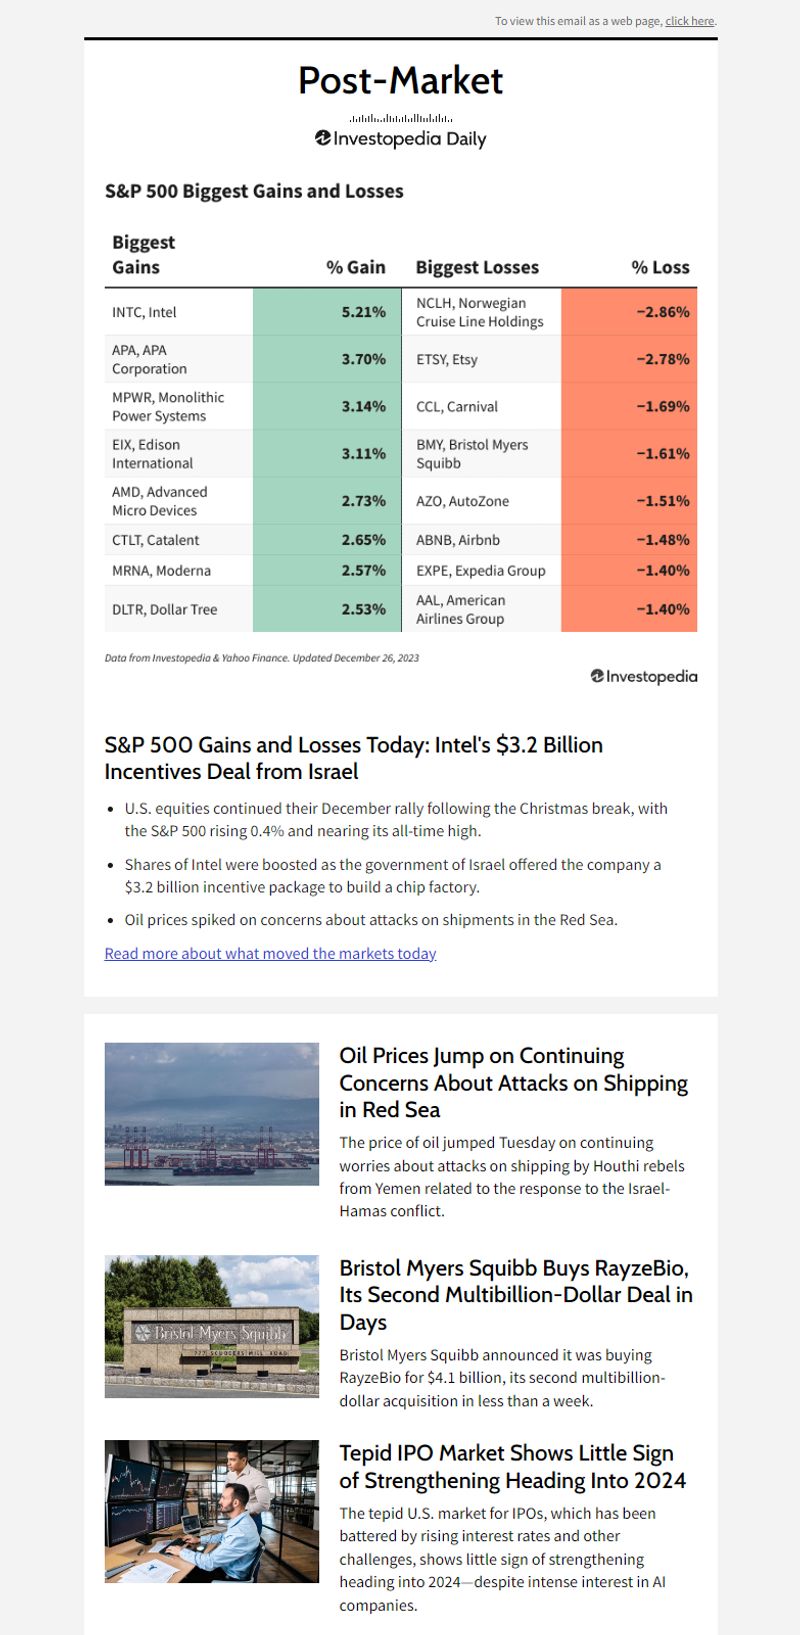 To view this email as a web page, click here.
Post-Market
Investopedia Daily
S&P 500 Biggest Gains and Losses
Biggest
Gains
% Gain
Biggest Losses
% Loss
INTC, Intel
5.21%
NCLH, Norwegian
Cruise Line Holdings
−2.86%
APA, APA
Corporation
3.70%
ETSY, Etsy
−2.78%
MPWR, Monolithic
Power Systems
3.14%
CCL, Carnival
−1.69%
EIX, Edison
International
3.11%
BMY, Bristol Myers
Squibb
−1.61%
AMD, Advanced
Micro Devices
2.73%
AZO, AutoZone
−1.51%
CTLT, Catalent
2.65%
ABNB, Airbnb
−1.48%
MRNA, Moderna
2.57%
EXPE, Expedia Group
−1.40%
DLTR, Dollar Tree
2.53%
AAL, American
Airlines Group
−1.40%
Data from Investopedia & Yahoo Finance. Updated December 26, 2023
Investopedia
S&P 500 Gains and Losses Today: Intel's $3.2 Billion
Incentives Deal from Israel
• U.S. equities continued their December rally following the Christmas break, with
the S&P 500 rising 0.4% and nearing its all-time high.
• Shares of Intel were boosted as the government of Israel offered the company a
$3.2 billion incentive package to build a chip factory.
• Oil prices spiked on concerns about attacks on shipments in the Red Sea.
Read more about what moved the markets today
Oil Prices Jump on Continuing
Concerns About Attacks on Shipping
in Red Sea
The price of oil jumped Tuesday on continuing
worries about attacks on shipping by Houthi rebels
from Yemen related to the response to the Israel-
Hamas conflict.
Bristol Myers Squibb
777 SCUDDERS MILL ROAD
Bristol Myers Squibb Buys RayzeBio,
Its Second Multibillion-Dollar Deal in
Days
Bristol Myers Squibb announced it was buying
RayzeBio for $4.1 billion, its second multibillion-
dollar acquisition in less than a week.
Tepid IPO Market Shows Little Sign
of Strengthening Heading Into 2024
The tepid U.S. market for IPOs, which has been
battered by rising interest rates and other
challenges, shows little sign of strengthening
heading into 2024—despite intense interest in AI
companies.